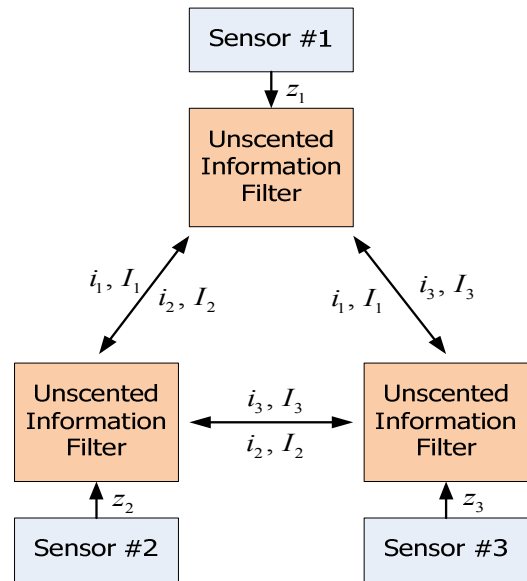 Sensor #1
z₁
Unscented
Information
Filter
i₁, I₁
i₂, I₂
i₁, I₁
i₃, I₃
Unscented
Information
Filter
i₃, I₃
i₂, I₂
Unscented
Information
Filter
z₂
z₃
Sensor #2
Sensor #3